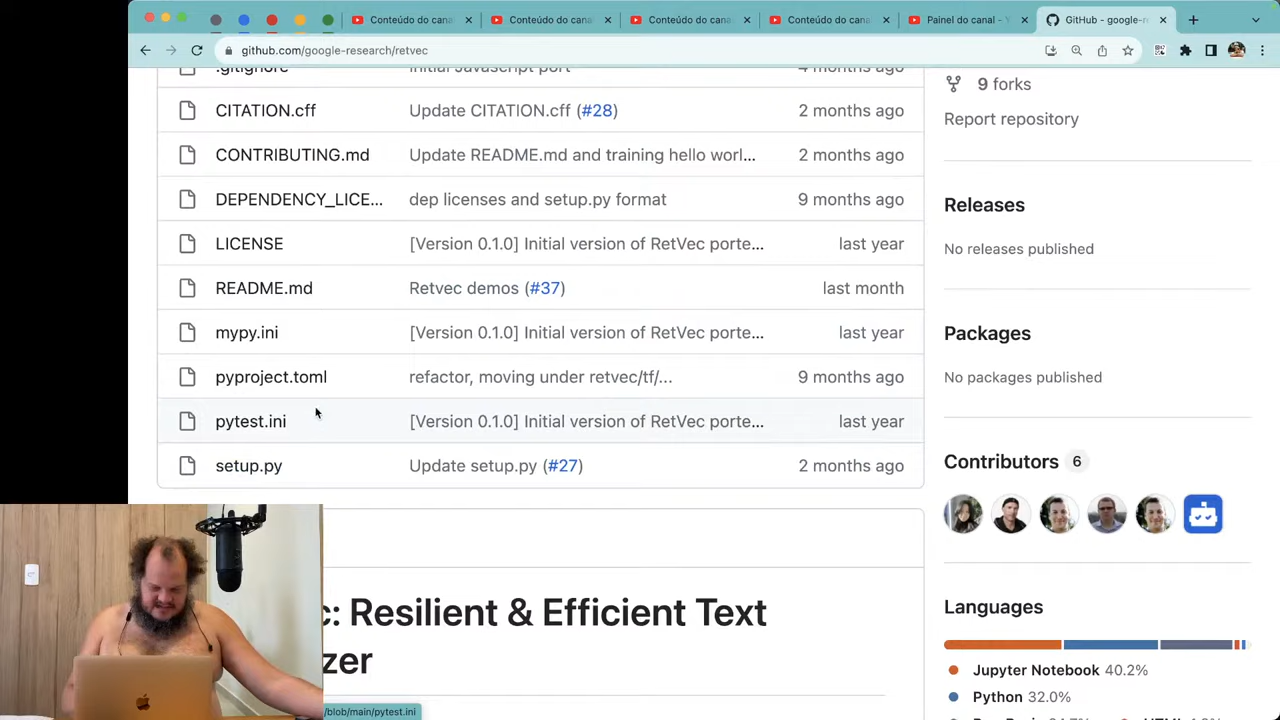 Conteúdo do cana
Conteúdo do cana
Conteúdo do cana
Conteúdo do cana
Painel do canal - Y
GitHub - google-r
github.com/google-research/retvec
.gitignore
Initial Javascript port
4 months ago
CITATION.cff
Update CITATION.cff (#28)
2 months ago
CONTRIBUTING.md
Update README.md and training hello worl...
2 months ago
DEPENDENCY_LICE...
dep licenses and setup.py format
9 months ago
LICENSE
[Version 0.1.0] Initial version of RetVec porte...
last year
README.md
Retvec demos (#37)
last month
mypy.ini
[Version 0.1.0] Initial version of RetVec porte...
last year
pyproject.toml
refactor, moving under retvec/tf/...
9 months ago
pytest.ini
[Version 0.1.0] Initial version of RetVec porte...
last year
setup.py
Update setup.py (#27)
2 months ago
c: Resilient & Efficient Text
zer
/blob/main/pytest.ini
9 forks
Report repository
Releases
No releases published
Packages
No packages published
Contributors 6
Languages
Jupyter Notebook 40.2%
Python 32.0%